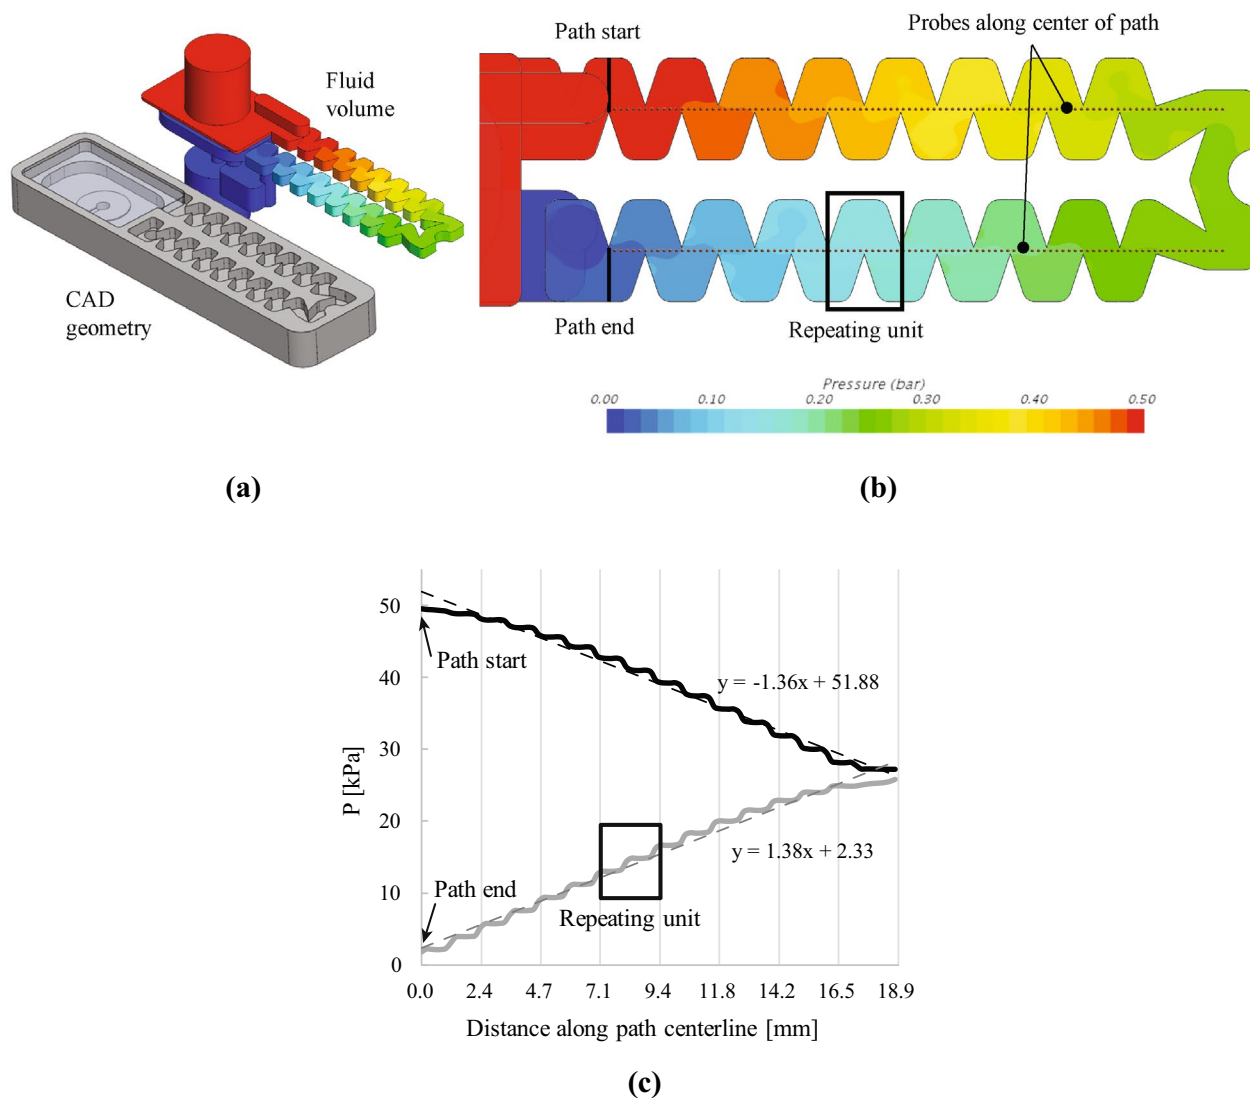 Fluid
volume
CAD
geometry
(a)
Path start
Probes along center of path
Path end
Repeating unit
Pressure (bar)
0.00 0.10 0.20 0.30 0.40 0.50
(b)
P [kPa]
50
40
30
20
10
0
Path start
y = -1.36x + 51.88
y = 1.38x + 2.33
Path end
Repeating unit
0.0 2.4 4.7 7.1 9.4 11.8 14.2 16.5 18.9
Distance along path centerline [mm]
(c)